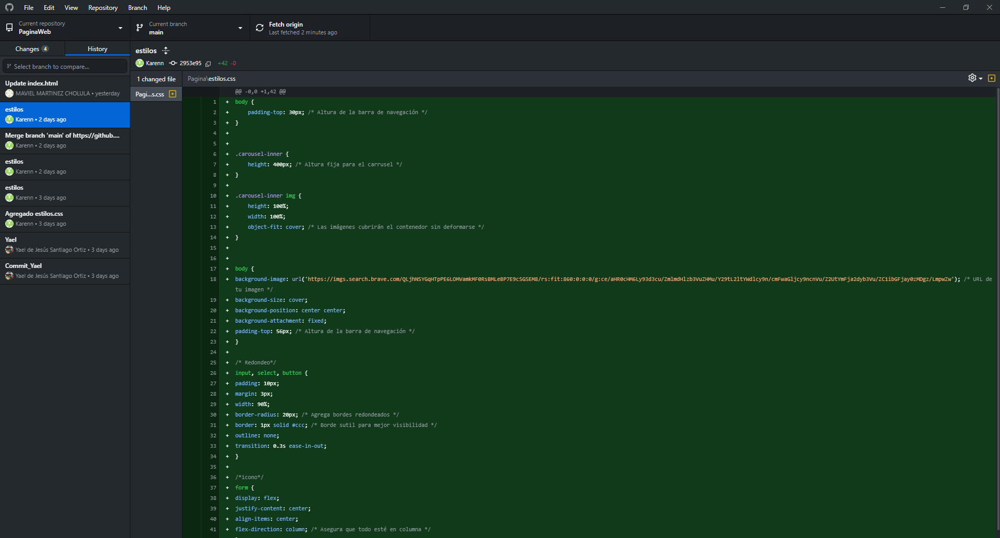 File Edit View Repository Branch Help
Current repository
PaginaWeb
Current branch
main
Fetch origin
Last fetched 2 minutes ago
Changes 4
History
Select branch to compare...
Update index.html
MAVIEL MARTINEZ CHOLULA • yesterday
estilos
Karenn • 2 days ago
Merge branch 'main' of https://github....
Karenn • 2 days ago
estilos
Karenn • 2 days ago
estilos
Karenn • 3 days ago
Agregado estilos.css
Karenn • 3 days ago
Yael
Yael de Jesús Santiago Ortiz • 3 days ago
Commit_Yael
Yael de Jesús Santiago Ortiz • 3 days ago
estilos
Karenn 2953e95 +42 -0
1 changed file
Pagi...s.css
Pagina\estilos.css
@@ -0,0 +1,42 @@
1 + body {
2 + padding-top: 30px; /* Altura de la barra de navegación */
3 + }
4 +
5 +
6 + .carousel-inner {
7 + height: 400px; /* Altura fija para el carrusel */
8 + }
9 +
10 + .carousel-inner img {
11 + height: 100%;
12 + width: 100%;
13 + object-fit: cover; /* Las imágenes cubrirán el contenedor sin deformarse */
14 + }
15 +
16 +
17 + body {
18 + background-image: url('https://imgs.search.brave.com/QLjhNSYGqHTpPE6LOMVamkMF0RsBMLeBP7E9cSGSEM8/rs:fit:860:0:0:0/g:ce/aHR0cHM6Ly93d3cu/ZmlmdHlzb3VuZHMu/Y29tL2ltYWdlcy9n/cmFwaGljcy9ncnVu/Z2UtYmFja2dyb3Vu/ZC1ibGFjay0zMDgz/LmpwZw'); /* URL de
tu imagen */
19 + background-size: cover;
20 + background-position: center center;
21 + background-attachment: fixed;
22 + padding-top: 56px; /* Altura de la barra de navegación */
23 + }
24 +
25 + /* Redondeo*/
26 + input, select, button {
27 + padding: 10px;
28 + margin: 3px;
29 + width: 90%;
30 + border-radius: 20px; /* Agrega bordes redondeados */
31 + border: 1px solid #ccc; /* Borde sutil para mejor visibilidad */
32 + outline: none;
33 + transition: 0.3s ease-in-out;
34 + }
35 +
36 + /*icono*/
37 + form {
38 + display: flex;
39 + justify-content: center;
40 + align-items: center;
41 + flex-direction: column; /* Asegura que todo esté en columna */